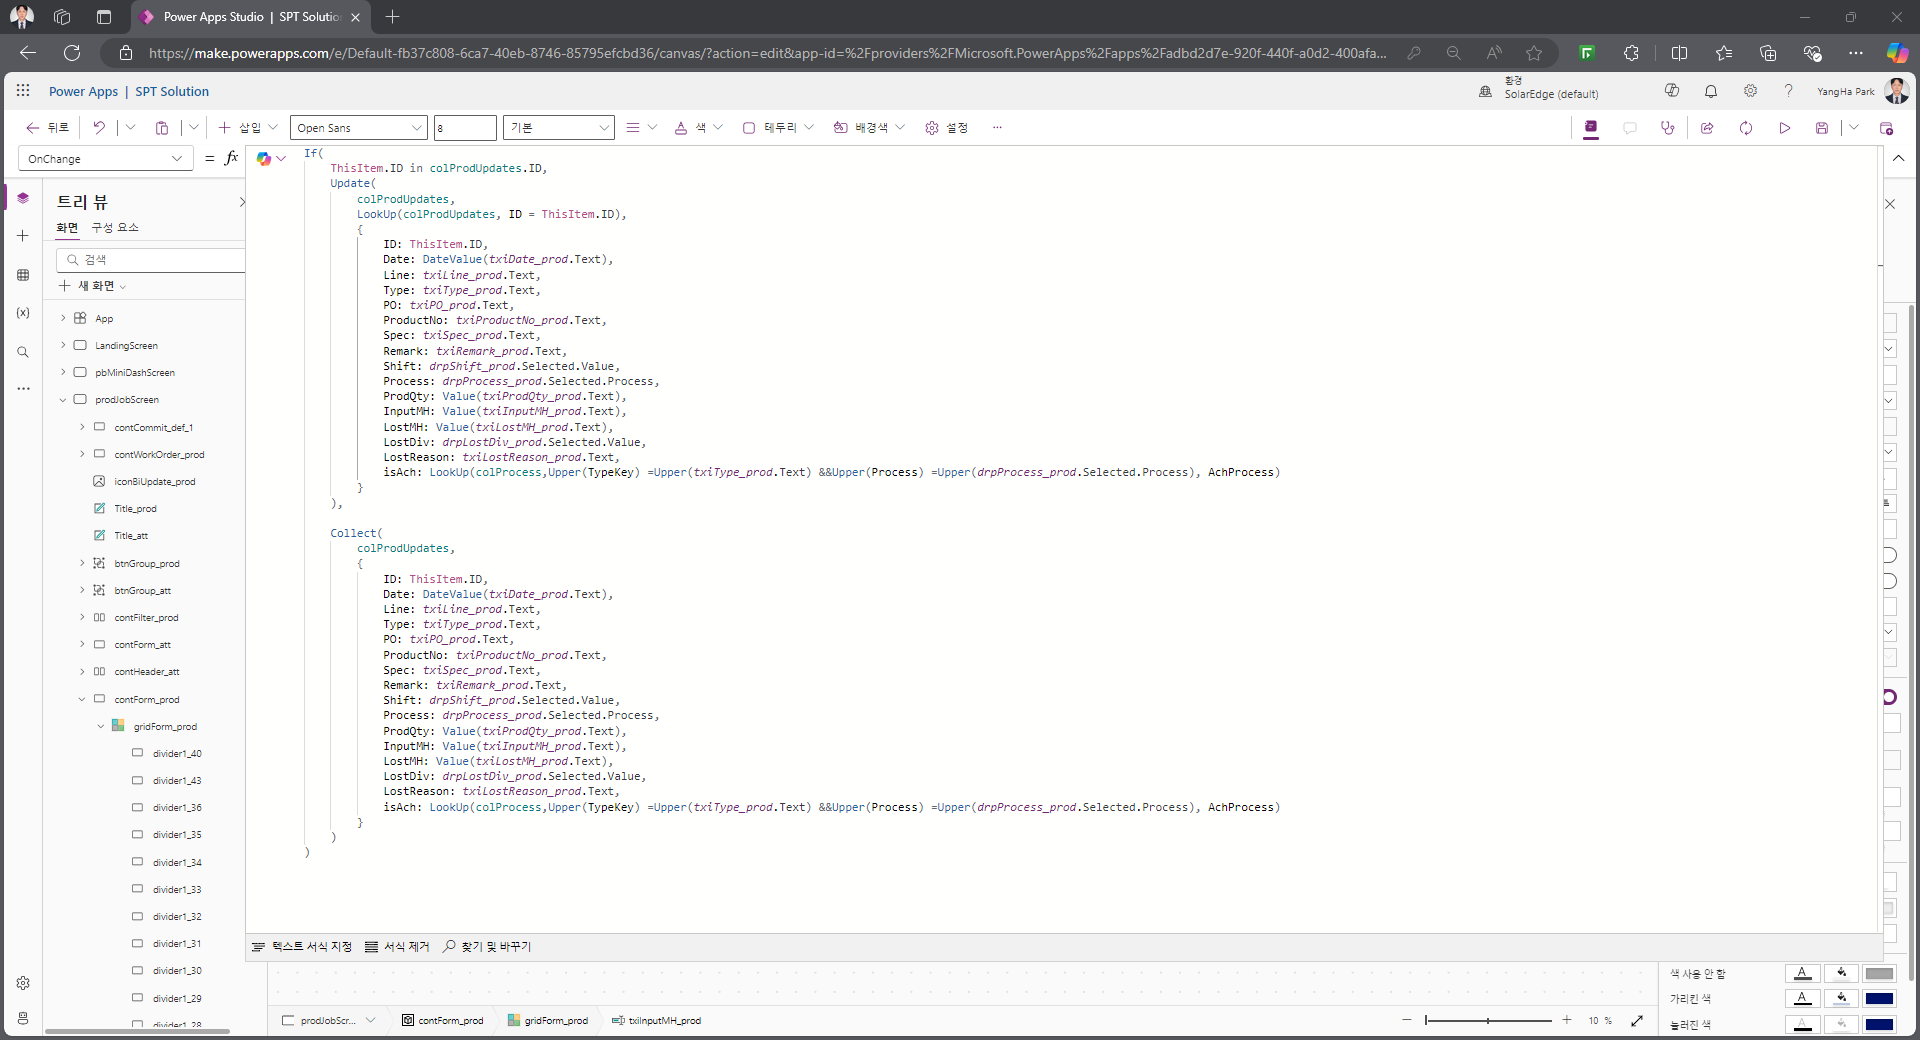 Power Apps Studio | SPT Solutio
https://make.powerapps.com/e/Default-fb37c808-6ca7-40eb-8746-85795efcbd36/canvas/?action=edit&app-id=%2Fproviders%2FMicrosoft.PowerApps%2Fapps%2Fadbd2d7e-920f-440f-a0d2-400afa...
Power Apps | SPT Solution
환경
SolarEdge (default)
YangHa Park
뒤로
삽입
Open Sans
8
기본
색
테두리
배경색
설정
OnChange
= fx
트리 뷰
화면 구성 요소
검색
새 화면
App
LandingScreen
pbMiniDashScreen
prodJobScreen
contCommit_def_1
contWorkOrder_prod
iconBiUpdate_prod
Title_prod
Title_att
btnGroup_prod
btnGroup_att
contFilter_prod
contForm_att
contHeader_att
contForm_prod
gridForm_prod
divider1_40
divider1_43
divider1_36
divider1_35
divider1_34
divider1_33
divider1_32
divider1_31
divider1_30
divider1_29
divider1_28
If(
ThisItem.ID in colProdUpdates.ID,
Update(
colProdUpdates,
LookUp(colProdUpdates, ID = ThisItem.ID),
{
ID: ThisItem.ID,
Date: DateValue(txiDate_prod.Text),
Line: txiLine_prod.Text,
Type: txiType_prod.Text,
PO: txiPO_prod.Text,
ProductNo: txiProductNo_prod.Text,
Spec: txiSpec_prod.Text,
Remark: txiRemark_prod.Text,
Shift: drpShift_prod.Selected.Value,
Process: drpProcess_prod.Selected.Process,
ProdQty: Value(txiProdQty_prod.Text),
InputMH: Value(txiInputMH_prod.Text),
LostMH: Value(txiLostMH_prod.Text),
LostDiv: drpLostDiv_prod.Selected.Value,
LostReason: txiLostReason_prod.Text,
isAch: LookUp(colProcess,Upper(TypeKey) =Upper(txiType_prod.Text) &&Upper(Process) =Upper(drpProcess_prod.Selected.Process), AchProcess)
}
),
Collect(
colProdUpdates,
{
ID: ThisItem.ID,
Date: DateValue(txiDate_prod.Text),
Line: txiLine_prod.Text,
Type: txiType_prod.Text,
PO: txiPO_prod.Text,
ProductNo: txiProductNo_prod.Text,
Spec: txiSpec_prod.Text,
Remark: txiRemark_prod.Text,
Shift: drpShift_prod.Selected.Value,
Process: drpProcess_prod.Selected.Process,
ProdQty: Value(txiProdQty_prod.Text),
InputMH: Value(txiInputMH_prod.Text),
LostMH: Value(txiLostMH_prod.Text),
LostDiv: drpLostDiv_prod.Selected.Value,
LostReason: txiLostReason_prod.Text,
isAch: LookUp(colProcess,Upper(TypeKey) =Upper(txiType_prod.Text) &&Upper(Process) =Upper(drpProcess_prod.Selected.Process), AchProcess)
}
)
)
텍스트 서식 지정 서식 제거 찾기 및 바꾸기
색 사용 안 함
가리킨 색
눌러진 색
prodJobScr... contForm_prod gridForm_prod txiInputMH_prod
10 %